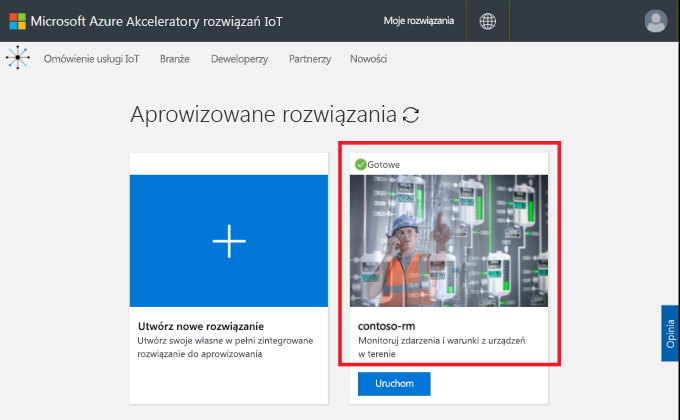 Microsoft Azure Akceleratory rozwiązań IoT
Moje rozwiązania
Omówienie usługi IoT
Branże
Deweloperzy
Partnerzy
Nowości
Aprowizowane rozwiązania
Gotowe
Utwórz nowe rozwiązanie
Utwórz swoje własne w pełni zintegrowane
rozwiązanie do aprowizowania
contoso-rm
Monitoruj zdarzenia i warunki z urządzeń
w terenie
Uruchom
Opinia